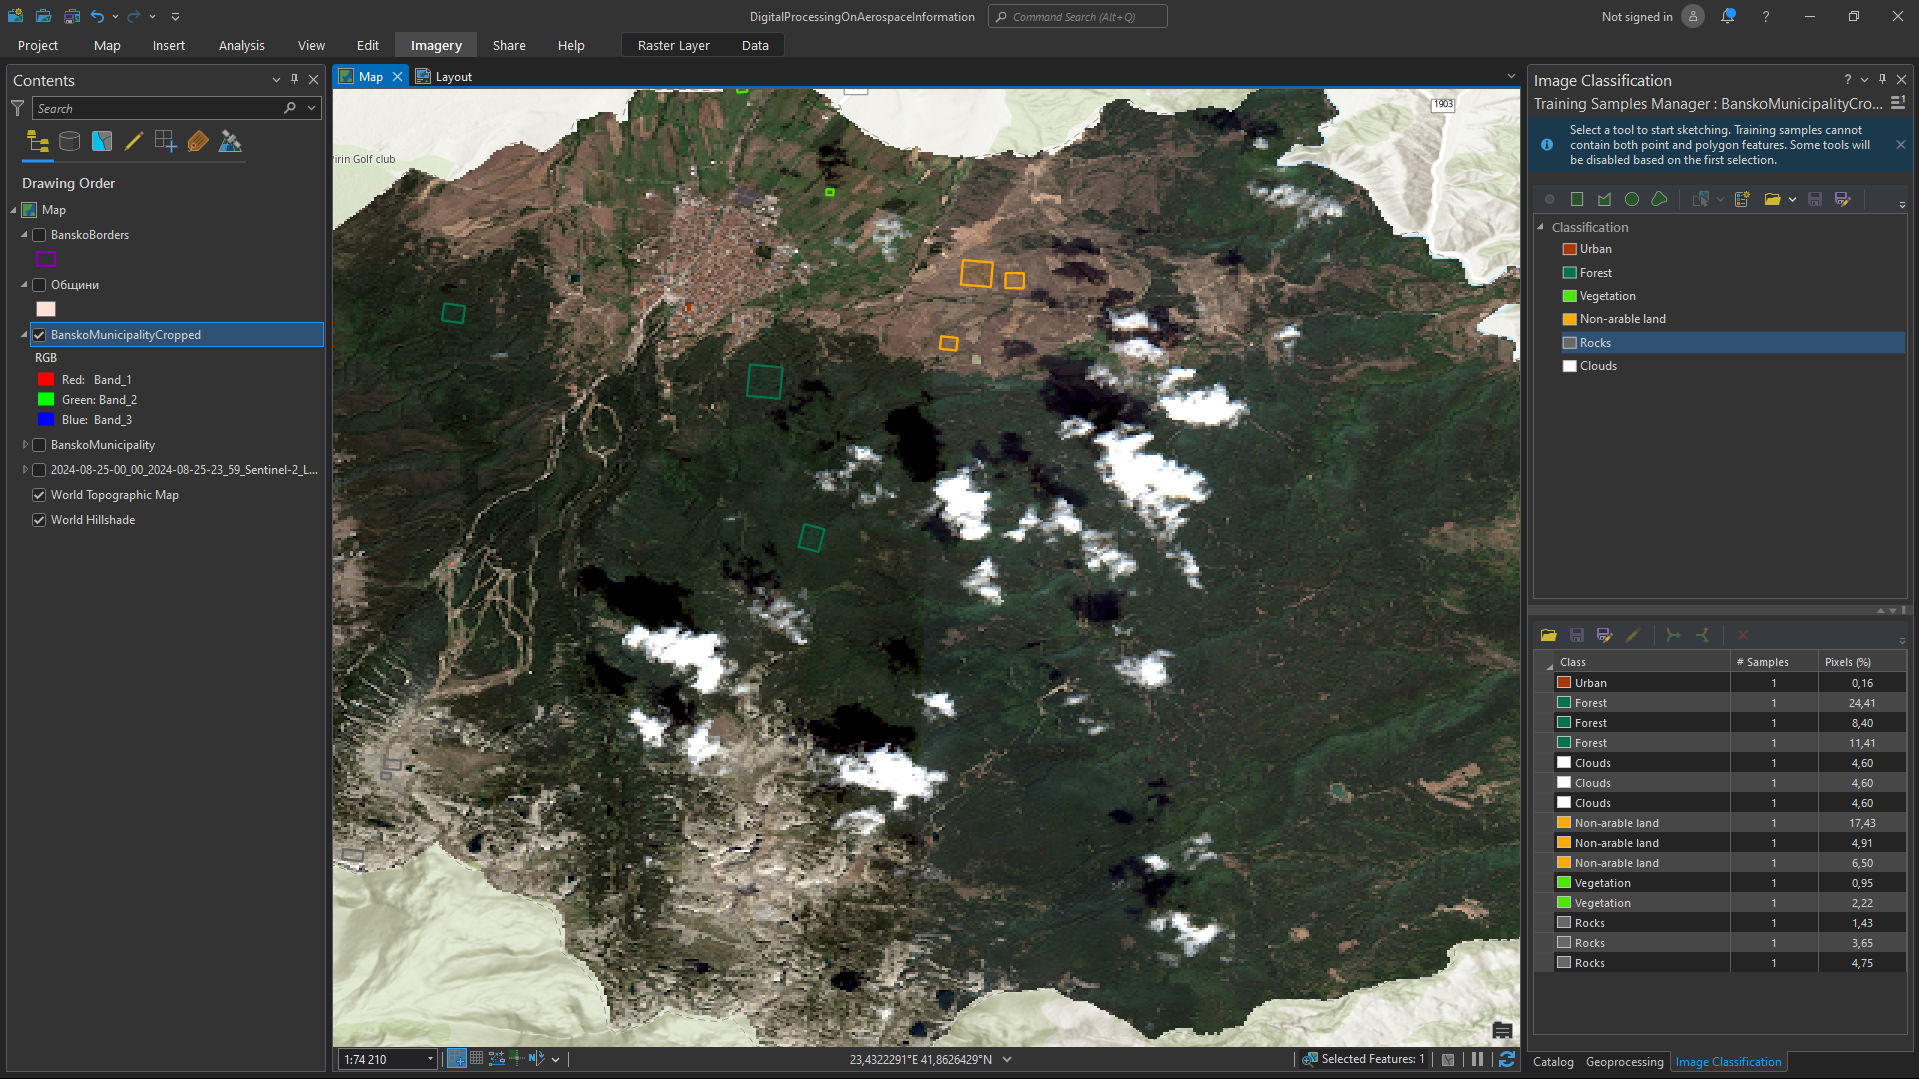 DigitalProcessingOnAerospaceInformation
Command Search (Alt+Q)
Not signed in
?
Project
Map
Insert
Analysis
View
Edit
Imagery
Share
Help
Raster Layer
Data
Contents
Search
Drawing Order
Map
BanskoBorders
Общини
BanskoMunicipalityCropped
RGB
Red: Band_1
Green: Band_2
Blue: Band_3
BanskoMunicipality
2024-08-25-00_00_2024-08-25-23_59_Sentinel-2_L...
World Topographic Map
World Hillshade
Map
Layout
irin Golf club
1903
1:74 210
23,4322291°E 41,8626429°N
Selected Features: 1
Image Classification
?
Training Samples Manager : BanskoMunicipalityCro...
Select a tool to start sketching. Training samples cannot
contain both point and polygon features. Some tools will
be disabled based on the first selection.
Classification
Urban
Forest
Vegetation
Non-arable land
Rocks
Clouds
Class # Samples Pixels (%)
Urban 1 0,16
Forest 1 24,41
Forest 1 8,40
Forest 1 11,41
Clouds 1 4,60
Clouds 1 4,60
Clouds 1 4,60
Non-arable land 1 17,43
Non-arable land 1 4,91
Non-arable land 1 6,50
Vegetation 1 0,95
Vegetation 1 2,22
Rocks 1 1,43
Rocks 1 3,65
Rocks 1 4,75
Catalog
Geoprocessing
Image Classification